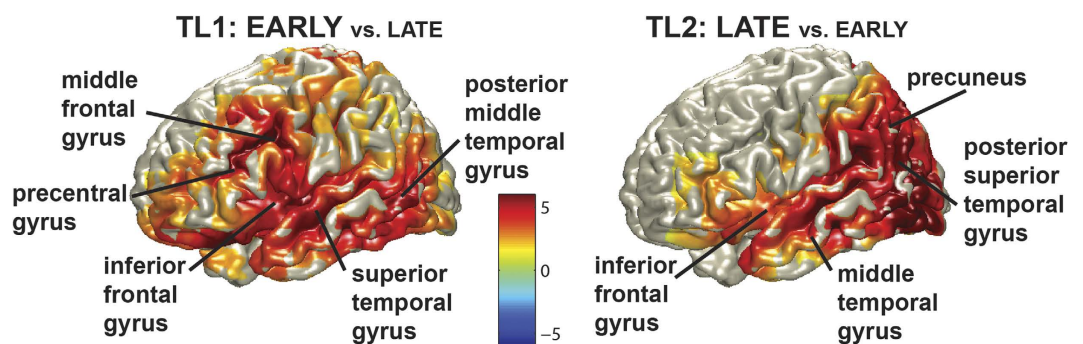 TL1: EARLY vs. LATE
middle
frontal
gyrus
precentral
gyrus
inferior
frontal
gyrus
superior
temporal
gyrus
posterior
middle
temporal
gyrus
5
0
−5
TL2: LATE vs. EARLY
precuneus
posterior
superior
temporal
gyrus
inferior
frontal
gyrus
middle
temporal
gyrus